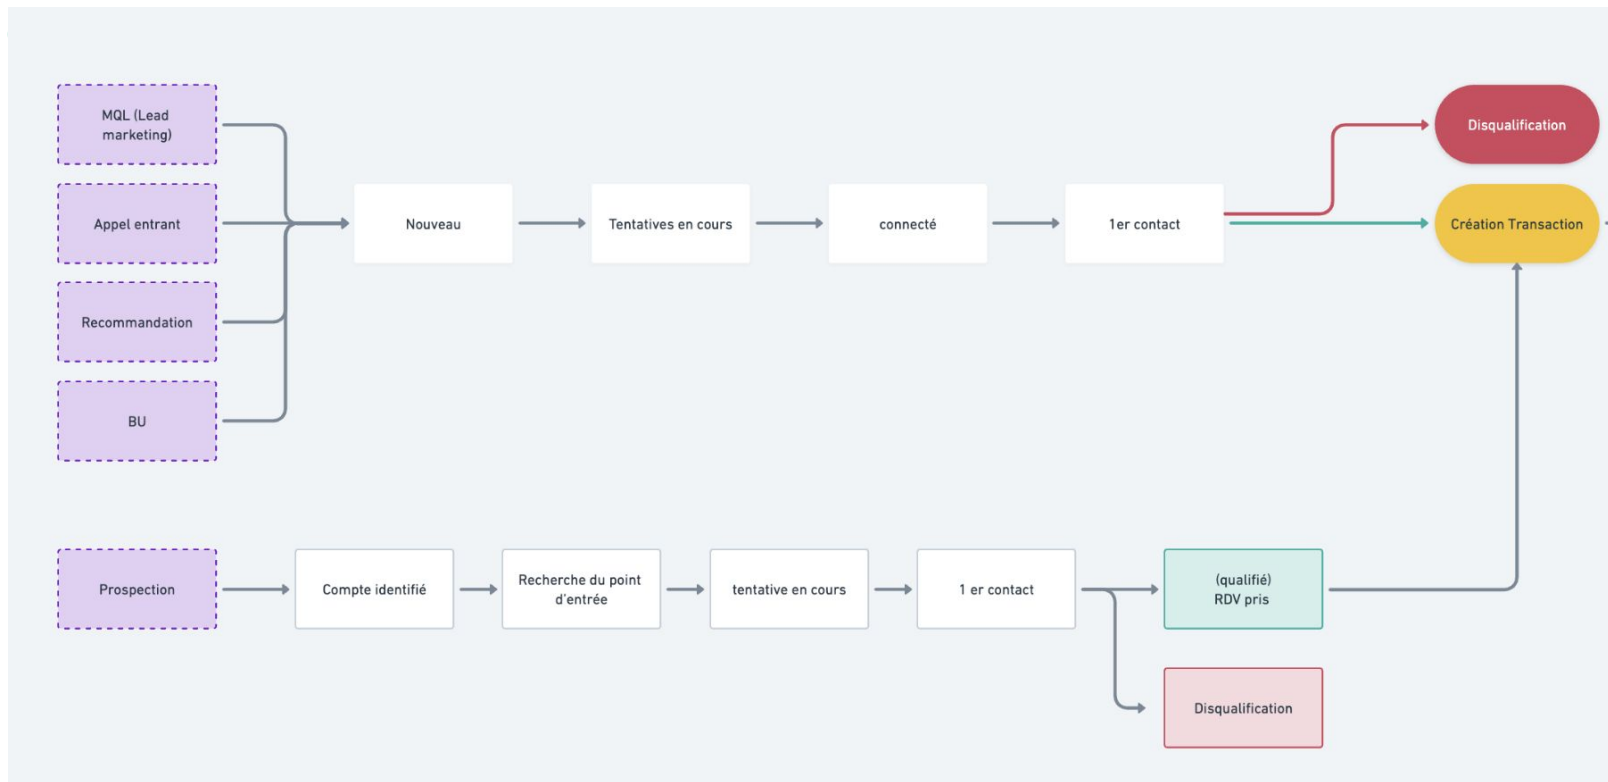 MQL (Lead
marketing)
Disqualification
Appel entrant
Nouveau
Tentatives en cours
connecté
1er contact
Création Transaction
Recommandation
BU
Prospection
Compte identifié
Recherche du point
d'entrée
tentative en cours
1 er contact
(qualifié)
RDV pris
Disqualification